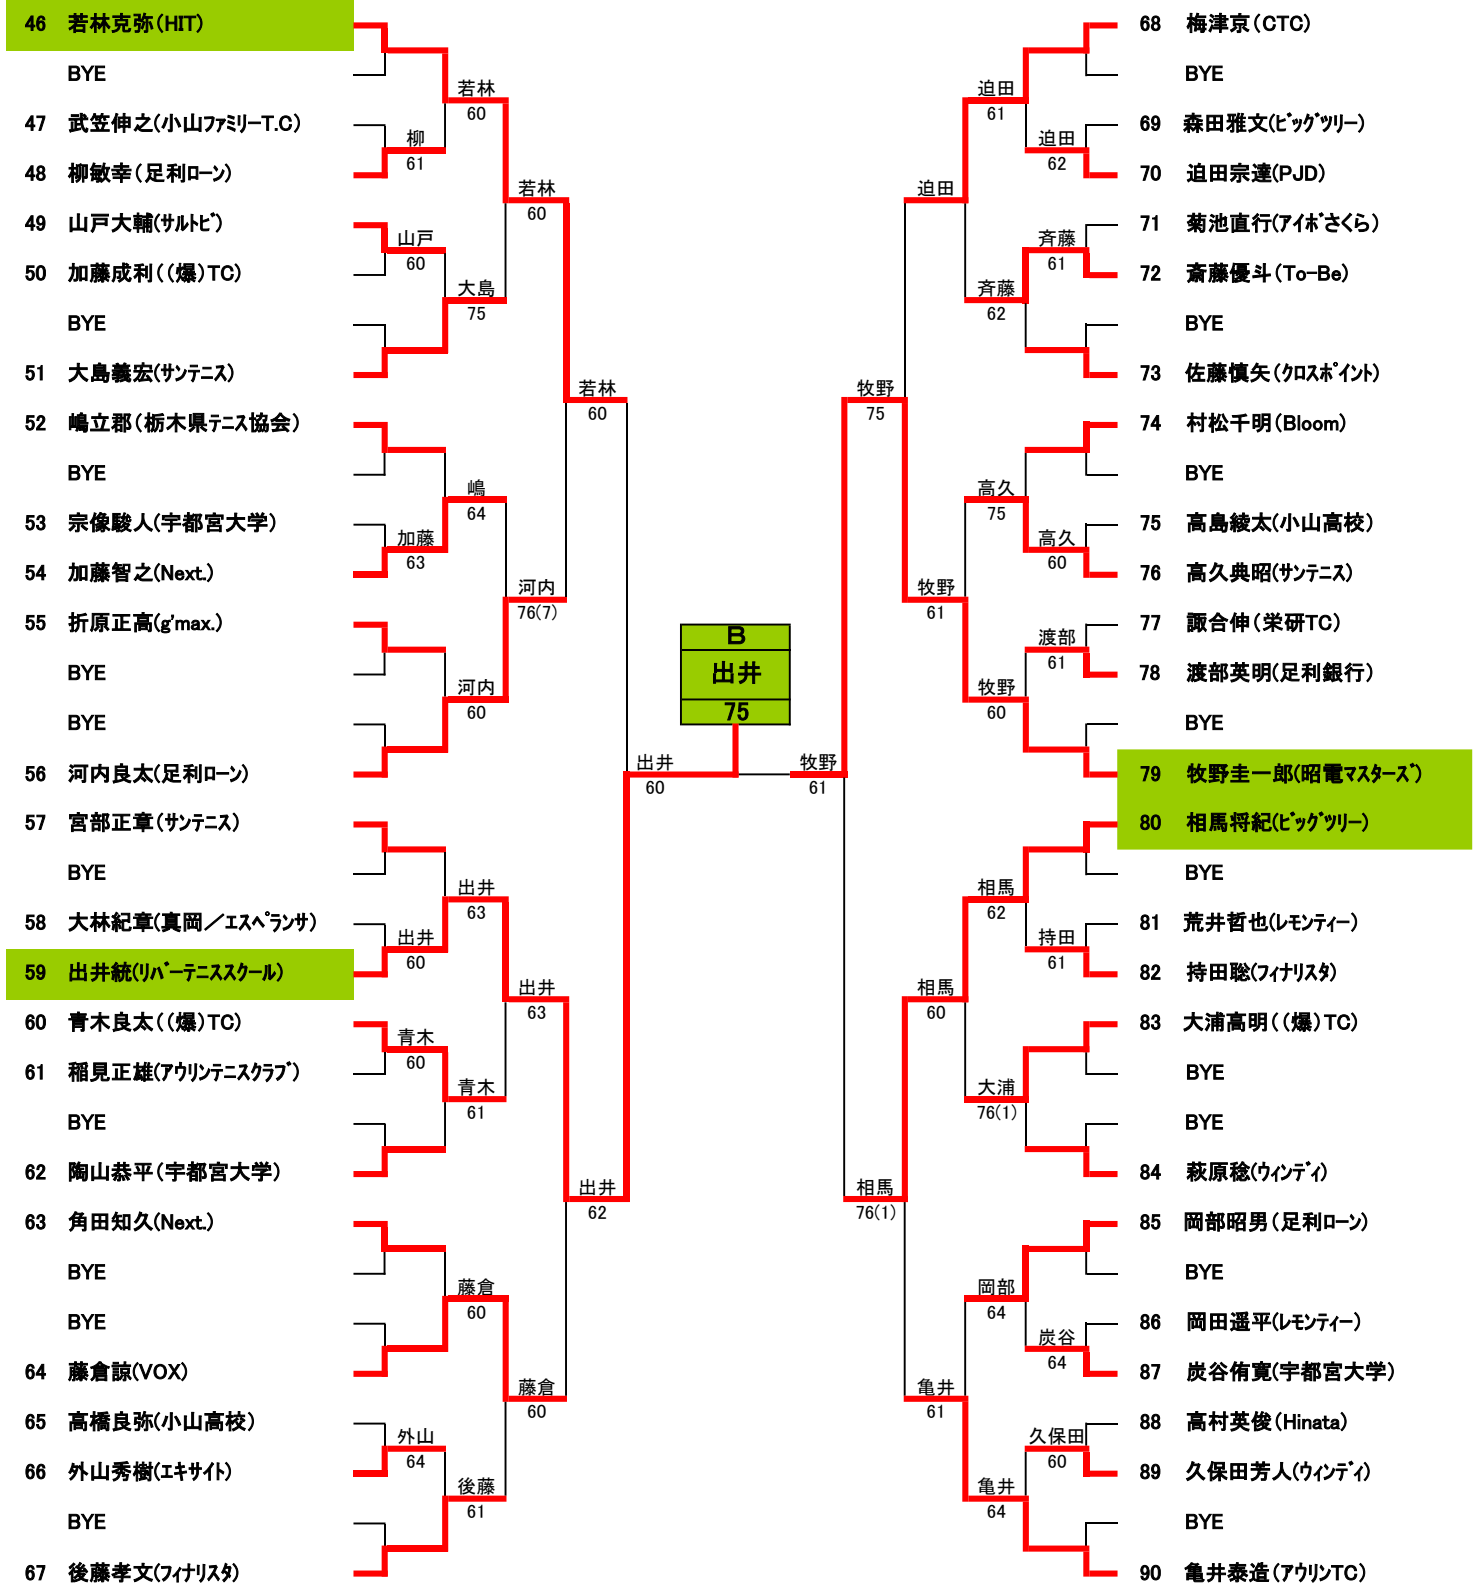 46 若林克弥(HIT)
BYE
47 武笠伸之(小山ファミリーT.C)
48 柳敏幸(足利ローン)
49 山戸大輔(サルトビ)
50 加藤成利((爆)TC)
BYE
51 大島義宏(サンテニス)
52 嶋立郡(栃木県テニス協会)
BYE
53 宗像駿人(宇都宮大学)
54 加藤智之(Next.)
55 折原正高(g'max.)
BYE
BYE
56 河内良太(足利ローン)
57 宮部正章(サンテニス)
BYE
58 大林紀章(真岡/エスペランサ)
59 出井統(リバーテニススクール)
60 青木良太((爆)TC)
61 稲見正雄(アウリンテニスクラブ)
BYE
62 陶山恭平(宇都宮大学)
63 角田知久(Next.)
BYE
BYE
64 藤倉諒(VOX)
65 高橋良弥(小山高校)
66 外山秀樹(エキサイト)
BYE
67 後藤孝文(フィナリスタ)
柳
61
山戸
60
加藤
63
出井
60
青木
60
外山
64
若林
60
大島
75
嶋
64
河内
60
出井
63
青木
61
藤倉
60
後藤
61
若林
60
河内
76(7)
出井
63
藤倉
60
若林
60
出井
62
出井
60
B
出井
75
牧野
61
牧野
75
相馬
76(1)
迫田
牧野
61
相馬
60
亀井
61
迫田
61
斉藤
62
高久
75
牧野
60
相馬
62
大浦
76(1)
岡部
64
亀井
64
迫田
62
斉藤
61
高久
60
渡部
61
持田
61
炭谷
64
久保田
60
68 梅津京(CTC)
BYE
69 森田雅文(ビッグツリー)
70 迫田宗達(PJD)
71 菊池直行(アイボさくら)
72 斎藤優斗(To-Be)
BYE
73 佐藤慎矢(クロスポイント)
74 村松千明(Bloom)
BYE
75 高島綾太(小山高校)
76 高久典昭(サンテニス)
77 諏合伸(栄研TC)
78 渡部英明(足利銀行)
BYE
79 牧野圭一郎(昭電マスターズ)
80 相馬将紀(ビッグツリー)
BYE
81 荒井哲也(レモンティー)
82 持田聡(フィナリスタ)
83 大浦高明((爆)TC)
BYE
BYE
84 萩原稔(ウィンディ)
85 岡部昭男(足利ローン)
BYE
86 岡田遥平(レモンティー)
87 炭谷侑寛(宇都宮大学)
88 高村英俊(Hinata)
89 久保田芳人(ウィンディ)
BYE
90 亀井泰造(アウリンTC)